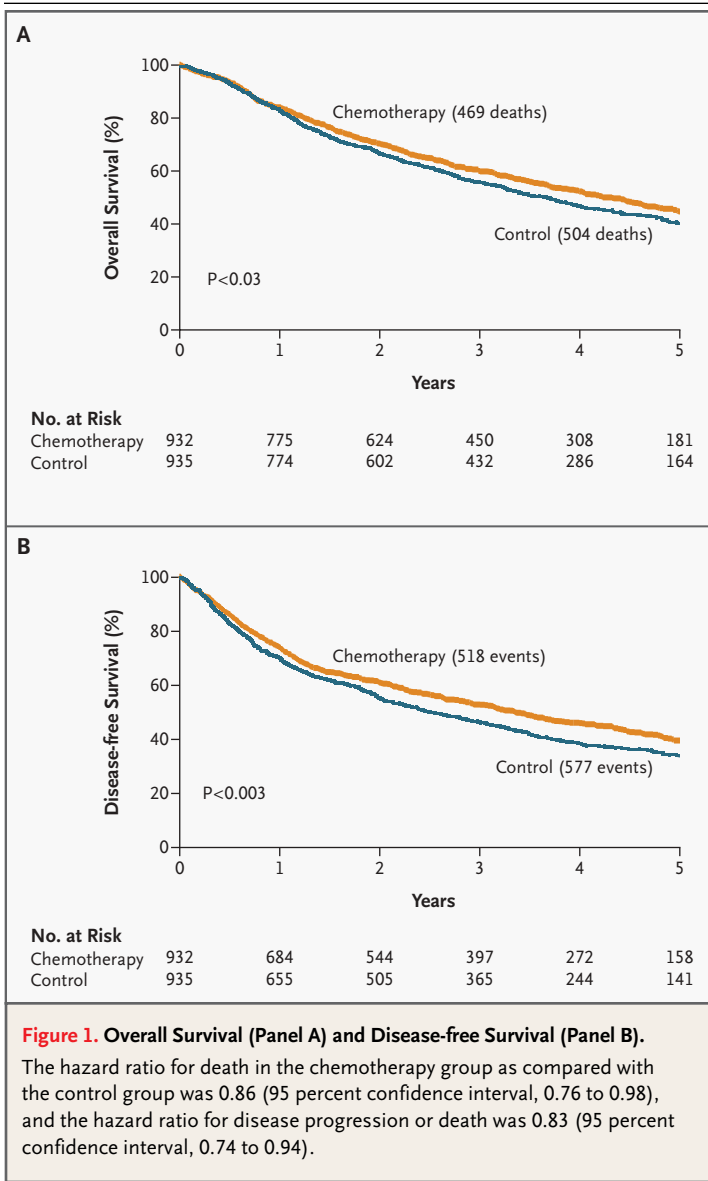 A
100
80
60
40
20
0
Overall Survival (%)
Chemotherapy (469 deaths)
Control (504 deaths)
P<0.03
0 1 2 3 4 5
Years
No. at Risk
Chemotherapy 932 775 624 450 308 181
Control 935 774 602 432 286 164
B
100
80
60
40
20
0
Disease-free Survival (%)
Chemotherapy (518 events)
Control (577 events)
P<0.003
0 1 2 3 4 5
Years
No. at Risk
Chemotherapy 932 684 544 397 272 158
Control 935 655 505 365 244 141
Figure 1. Overall Survival (Panel A) and Disease-free Survival (Panel B).
The hazard ratio for death in the chemotherapy group as compared with
the control group was 0.86 (95 percent confidence interval, 0.76 to 0.98),
and the hazard ratio for disease progression or death was 0.83 (95 percent
confidence interval, 0.74 to 0.94).